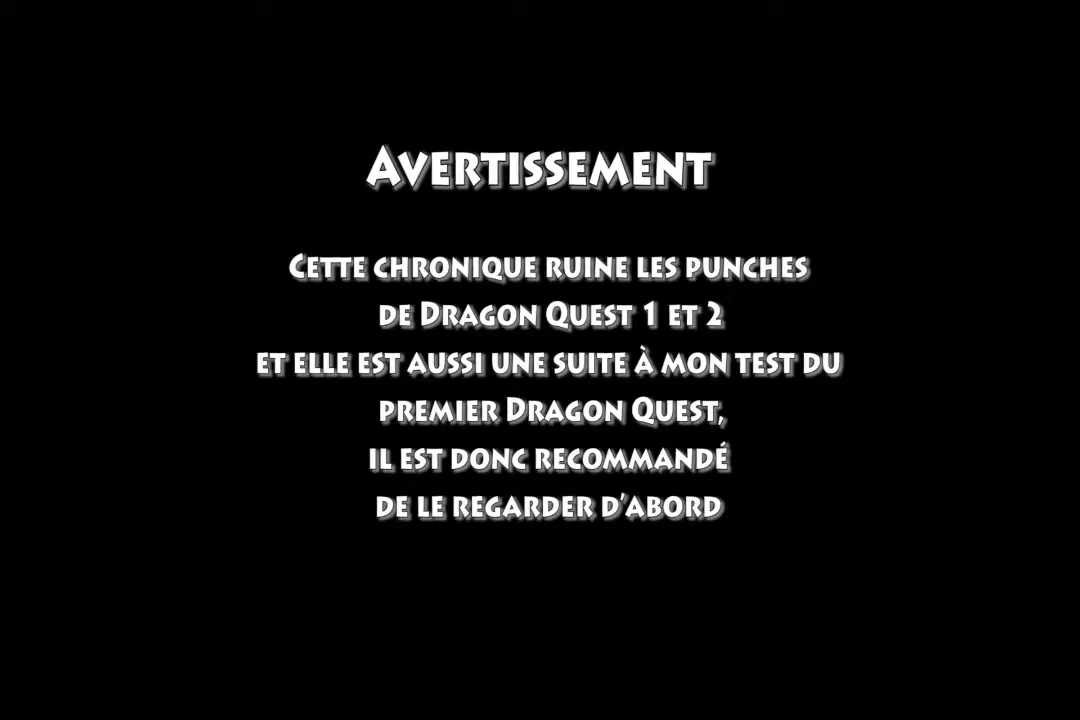 Avertissement
Cette chronique ruine les punches
de Dragon Quest 1 et 2
et elle est aussi une suite à mon test du
premier Dragon Quest,
il est donc recommandé
de le regarder d'abord